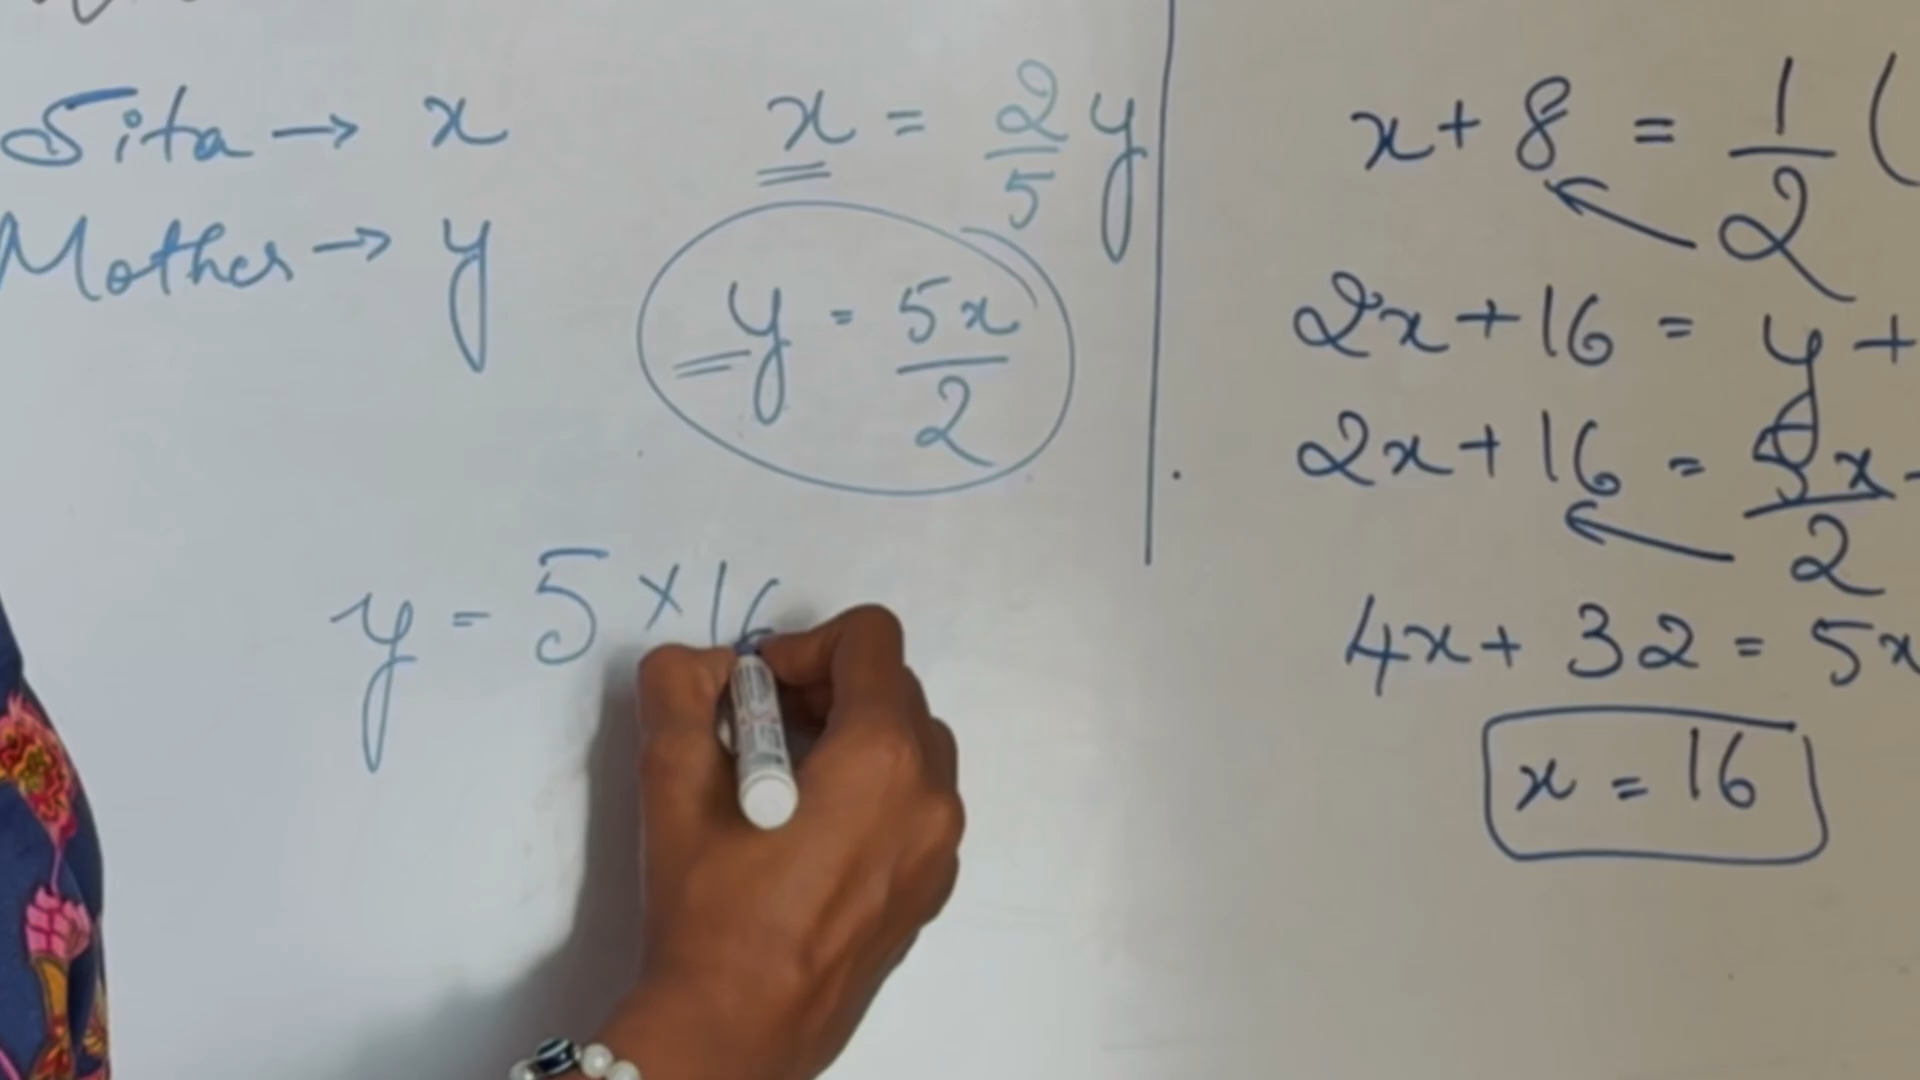 Sita → x
Mother → y
x = 2/5 y
y = 5x/2
y = 5 × 16
x + 8 = 1/2 (
2x + 16 = y +
2x + 16 = 5x/2
4x + 32 = 5x
x = 16